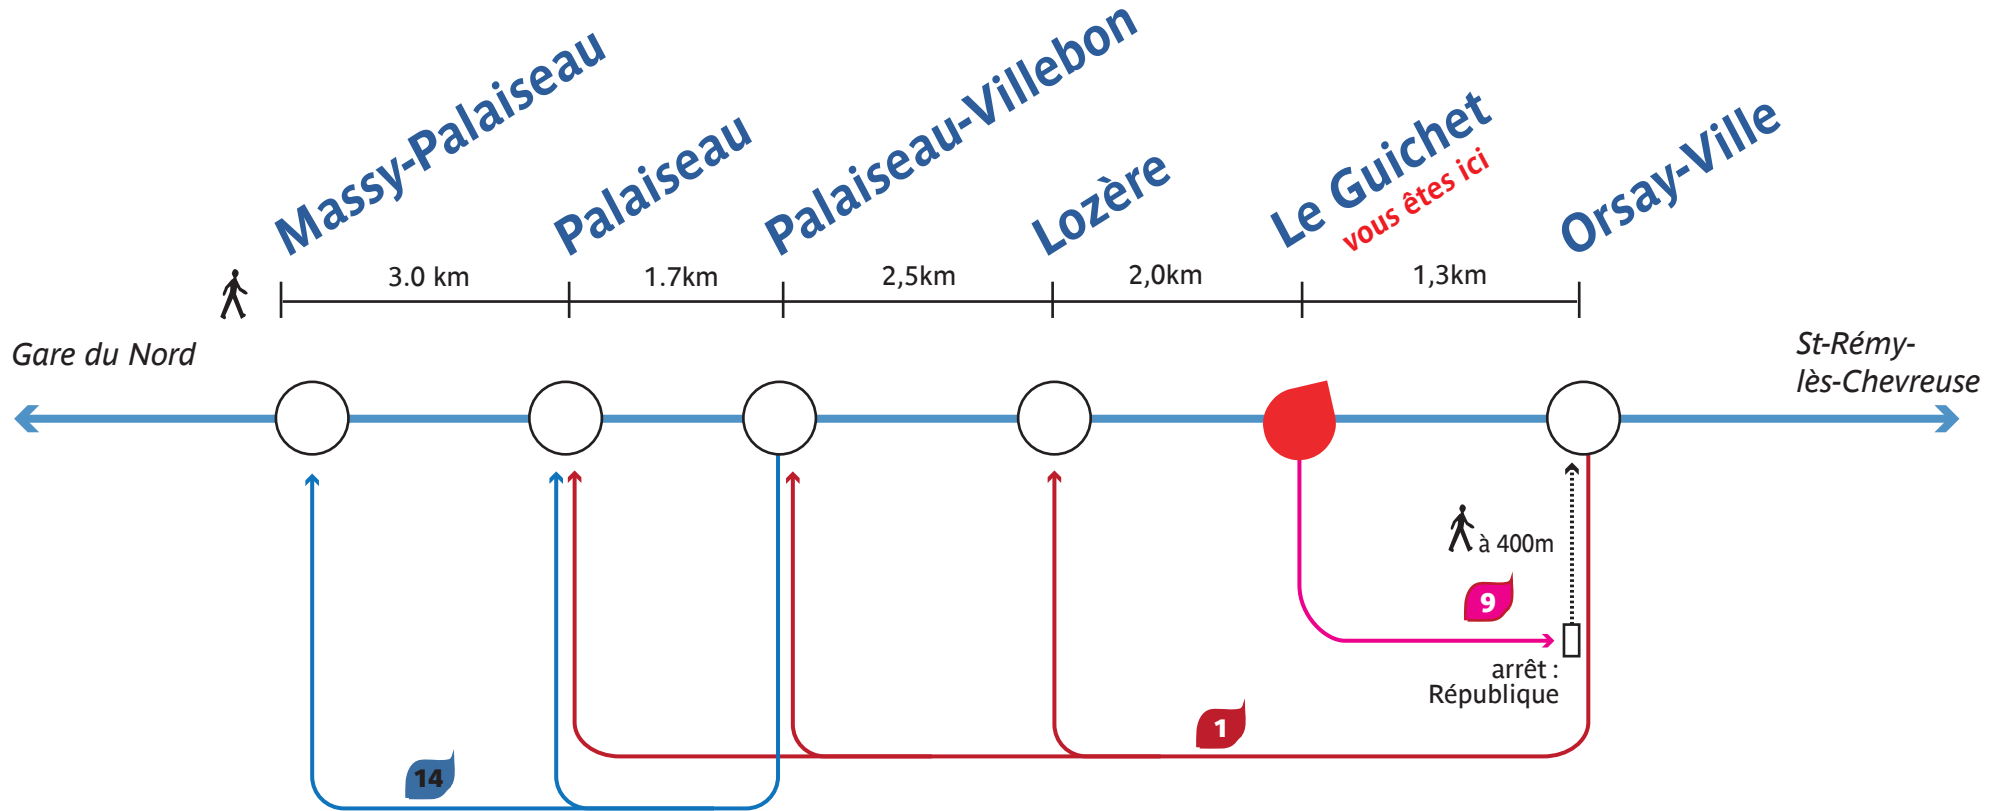 Massy-Palaiseau
Palaiseau
Palaiseau-Villebon
Lozère
Le Guichet
vous êtes ici
Orsay-Ville
3.0 km
1.7km
2,5km
2,0km
1,3km
Gare du Nord
St-Rémy-
lès-Chevreuse
à 400m
9
arrêt :
République
1
14